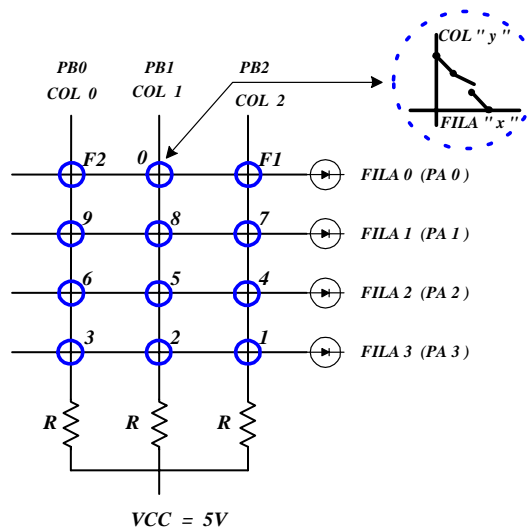 COL " y "
FILA " x "
PB0 PB1 PB2
COL 0 COL 1 COL 2
F2 0 F1 FILA 0 (PA 0)
9 8 7 FILA 1 (PA 1)
6 5 4 FILA 2 (PA 2)
3 2 1 FILA 3 (PA 3)
R R R
VCC = 5V